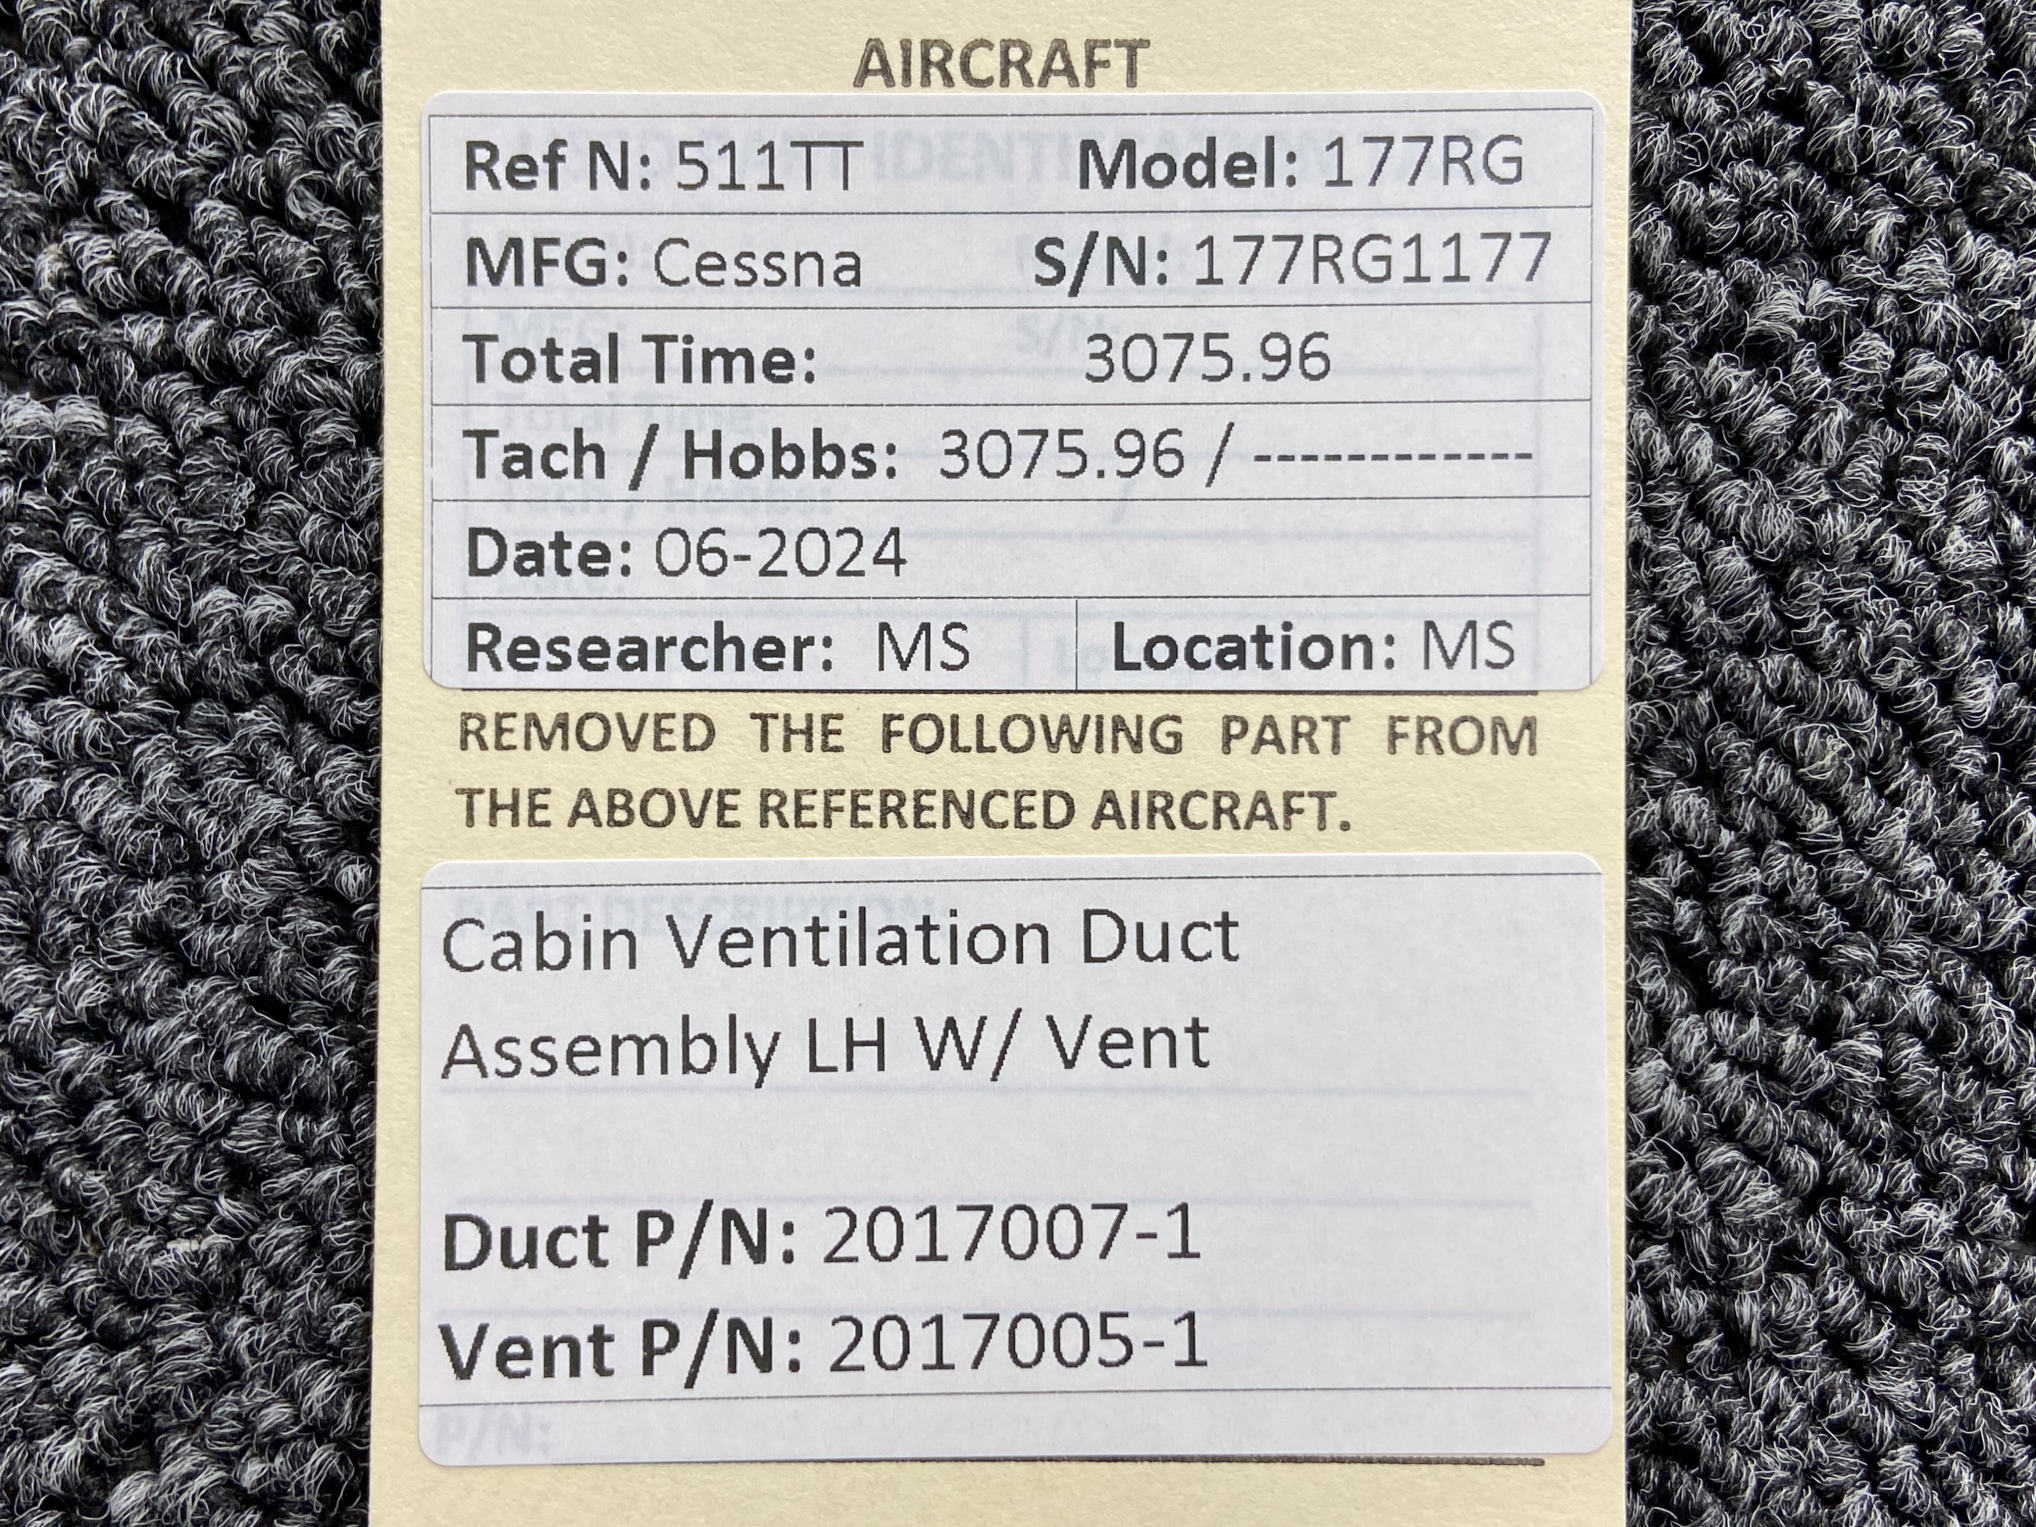 AIRCRAFT
Ref N: 511TT Model: 177RG
MFG: Cessna S/N: 177RG1177
Total Time: 3075.96
Tach / Hobbs: 3075.96 / ------------
Date: 06-2024
Researcher: MS Location: MS
REMOVED THE FOLLOWING PART FROM
THE ABOVE REFERENCED AIRCRAFT.
Cabin Ventilation Duct
Assembly LH W/ Vent
Duct P/N: 2017007-1
Vent P/N: 2017005-1
P/N: